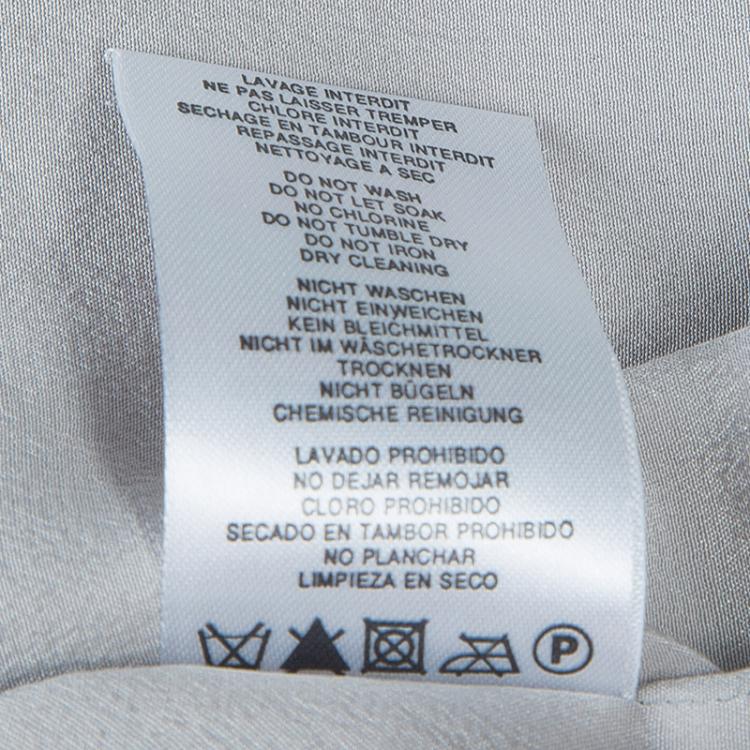 LAVAGE INTERDIT
NE PAS LAISSER TREMPER
CHLORE INTERDIT
SECHAGE EN TAMBOUR INTERDIT
REPASSAGE INTERDIT
NETTOYAGE A SEC
DO NOT WASH
DO NOT LET SOAK
NO CHLORINE
DO NOT TUMBLE DRY
DO NOT IRON
DRY CLEANING
NICHT WASCHEN
NICHT EINWEICHEN
KEIN BLEICHMITTEL
NICHT IM WÄSCHETROCKNER
TROCKNEN
NICHT BÜGELN
CHEMISCHE REINIGUNG
LAVADO PROHIBIDO
NO DEJAR REMOJAR
CLORO PROHIBIDO
SECADO EN TAMBOR PROHIBIDO
NO PLANCHAR
LIMPIEZA EN SECO
P